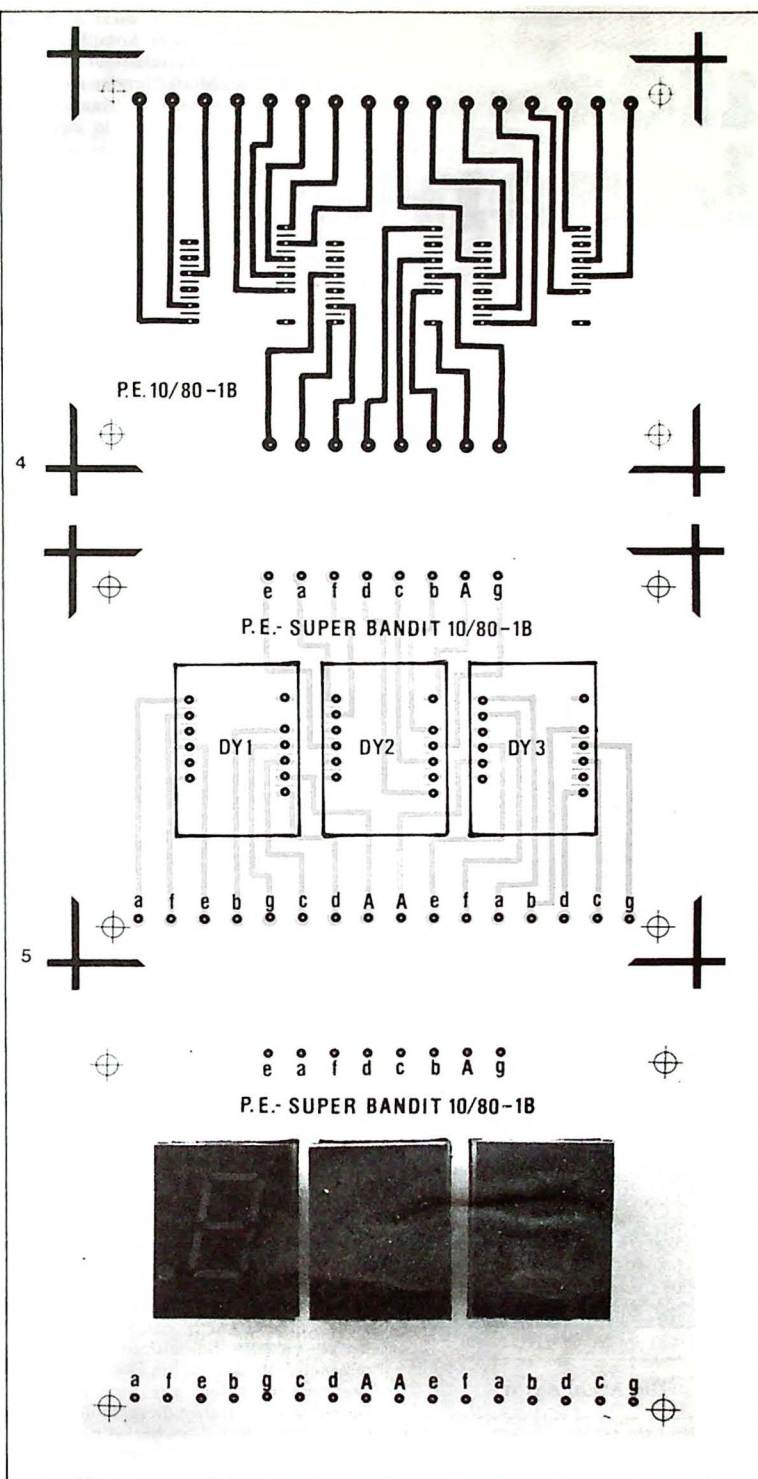 P.E. 10/80-1B
4
e a f d c b A g
P.E.- SUPER BANDIT 10/80-1B
DY1 DY2 DY3
a f e b g c d A A e f a b d c g
5
e a f d c b A g
P.E.- SUPER BANDIT 10/80-1B
a f e b g c d A A e f a b d c g